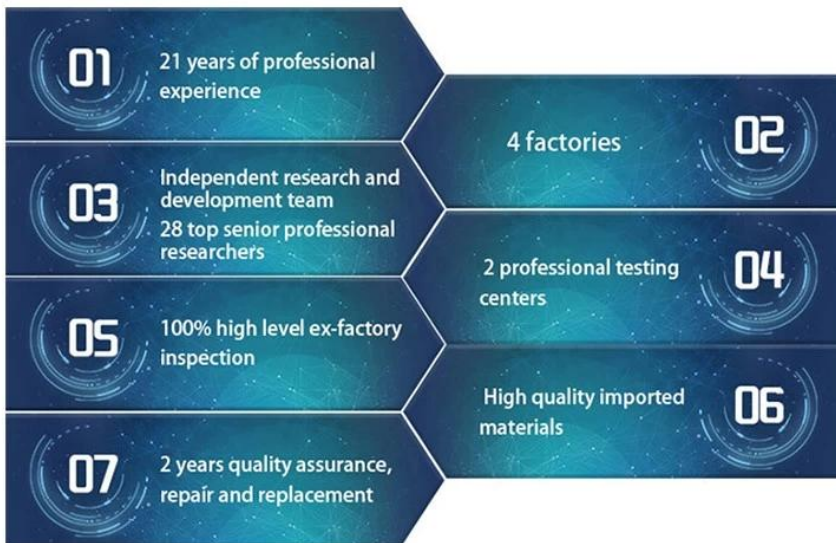 01
21 years of professional
experience
02
4 factories
03
Independent research and
development team
28 top senior professional
researchers
04
2 professional testing
centers
05
100% high level ex-factory
inspection
06
High quality imported
materials
07
2 years quality assurance,
repair and replacement